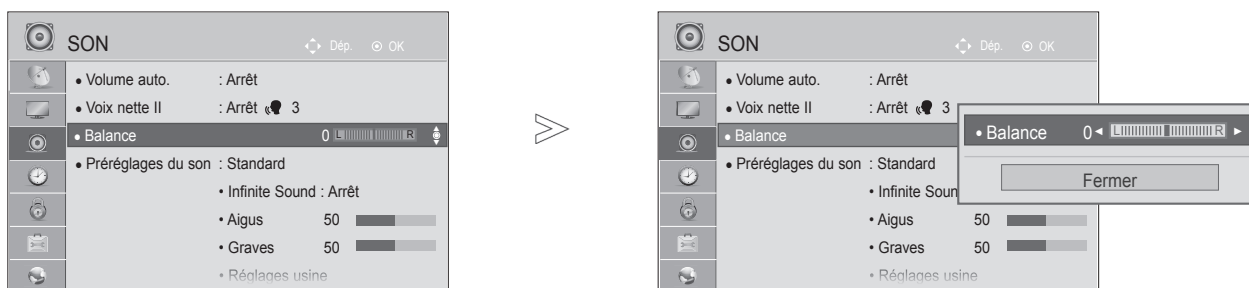 SON Dép. OK
• Volume auto. : Arrêt
• Voix nette II : Arrêt 3
• Balance 0 L R
• Préréglages du son : Standard
• Infinite Sound : Arrêt
• Aigus 50
• Graves 50
• Réglages usine
SON Dép. OK
• Volume auto. : Arrêt
• Voix nette II : Arrêt 3
• Balance
• Préréglages du son : Standard
• Infinite Soun
• Aigus 50
• Graves 50
• Réglages usine
• Balance 0 ◄ L R ►
Fermer